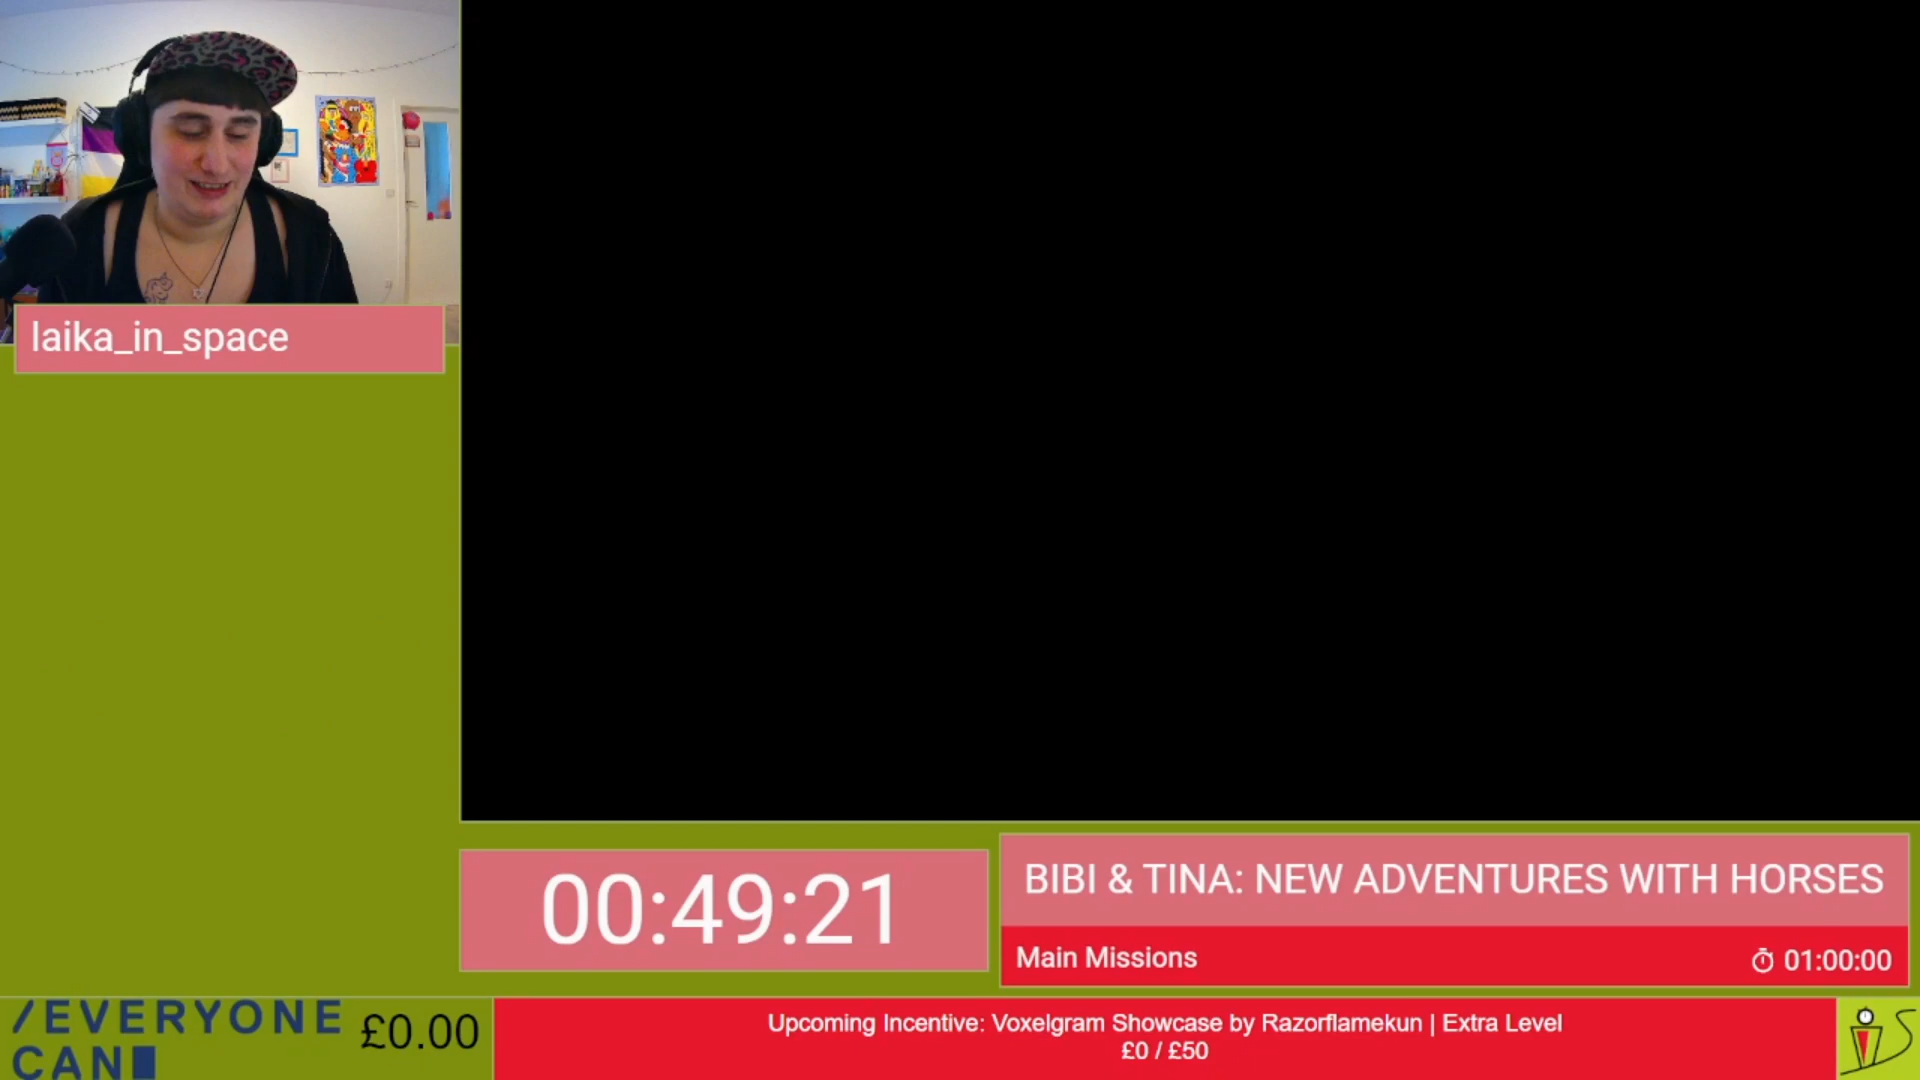 laika_in_space
00:49:21
BIBI & TINA: NEW ADVENTURES WITH HORSES
Main Missions
01:00:00
/EVERYONE
CAN
£0.00
Upcoming Incentive: Voxelgram Showcase by Razorflamekun | Extra Level
£0 / £50